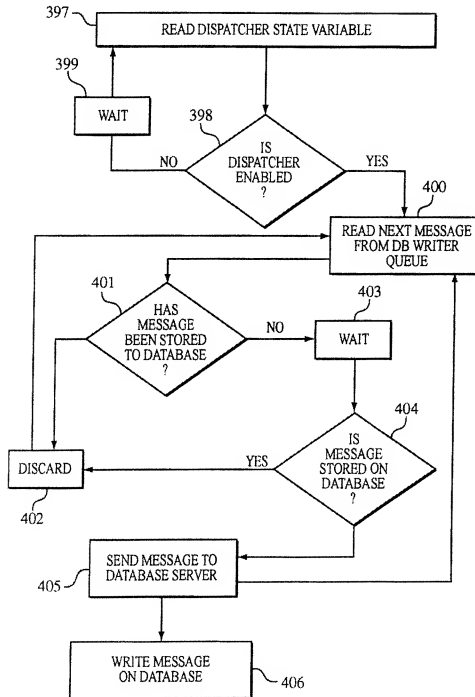 397
READ DISPATCHER STATE VARIABLE
399
WAIT
398
IS
DISPATCHER
ENABLED
?
NO
YES
400
READ NEXT MESSAGE
FROM DB WRITER
QUEUE
401
HAS
MESSAGE
BEEN STORED
TO DATABASE
?
NO
403
WAIT
404
IS
MESSAGE
STORED ON
DATABASE
?
YES
DISCARD
402
SEND MESSAGE TO
DATABASE SERVER
405
WRITE MESSAGE
ON DATABASE
406